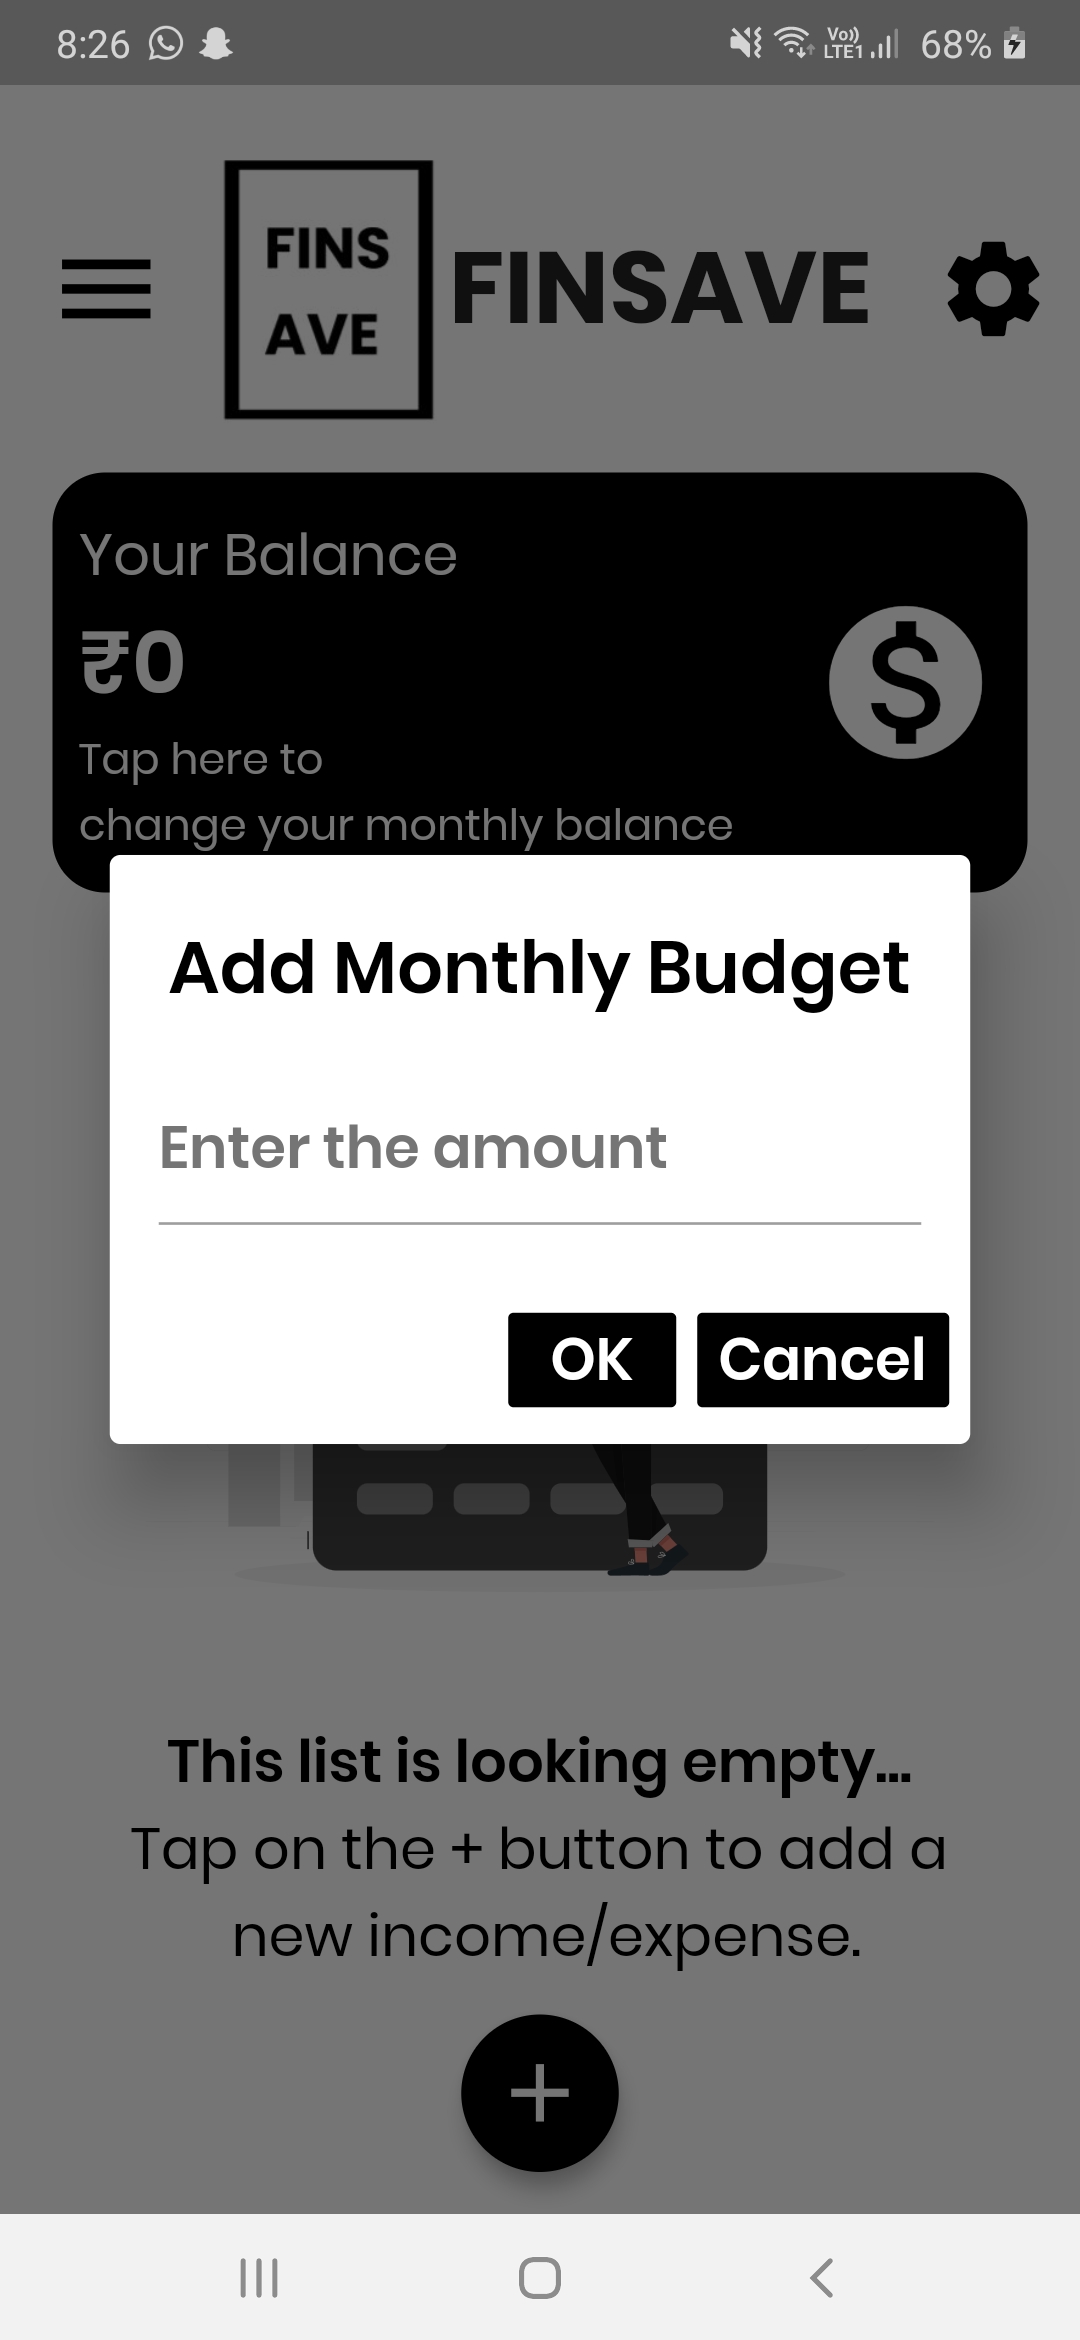 8:26
Vo)) LTE1 68%
FINS
AVE
FINSAVE
Your Balance
₹0
$
Tap here to
change your monthly balance
Add Monthly Budget
Enter the amount
OK Cancel
This list is looking empty...
Tap on the + button to add a
new income/expense.
+